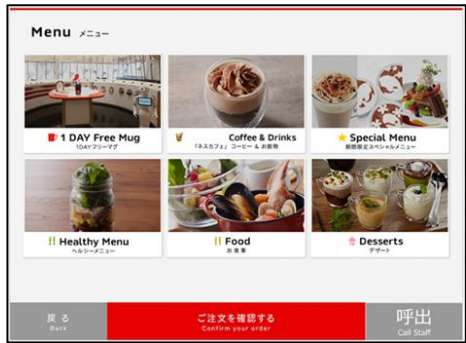 Menu メニュー
1 DAY Free Mug
1DAYフリーマグ
Coffee & Drinks
「ネスカフェ」 コーヒー & お飲物
Special Menu
期間限定スペシャルメニュー
Healthy Menu
ヘルシーメニュー
Food
お食事
Desserts
デザート
戻る
Back
ご注文を確認する
Confirm your order
呼出
Call Staff